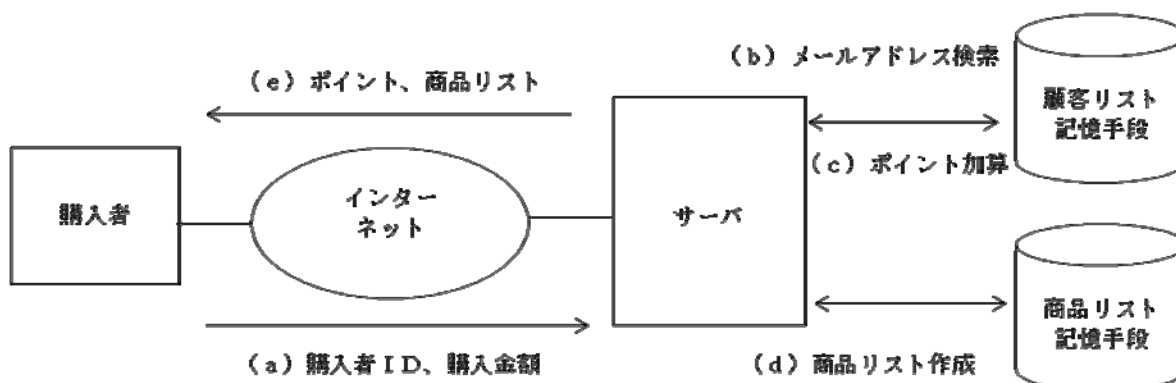 (b)メールアドレス検索
(e)ポイント、商品リスト
顧客リスト
記憶手段
(c)ポイント加算
購入者
インター
ネット
サーバ
商品リスト
記憶手段
(a)購入者ID、購入金額
(d)商品リスト作成